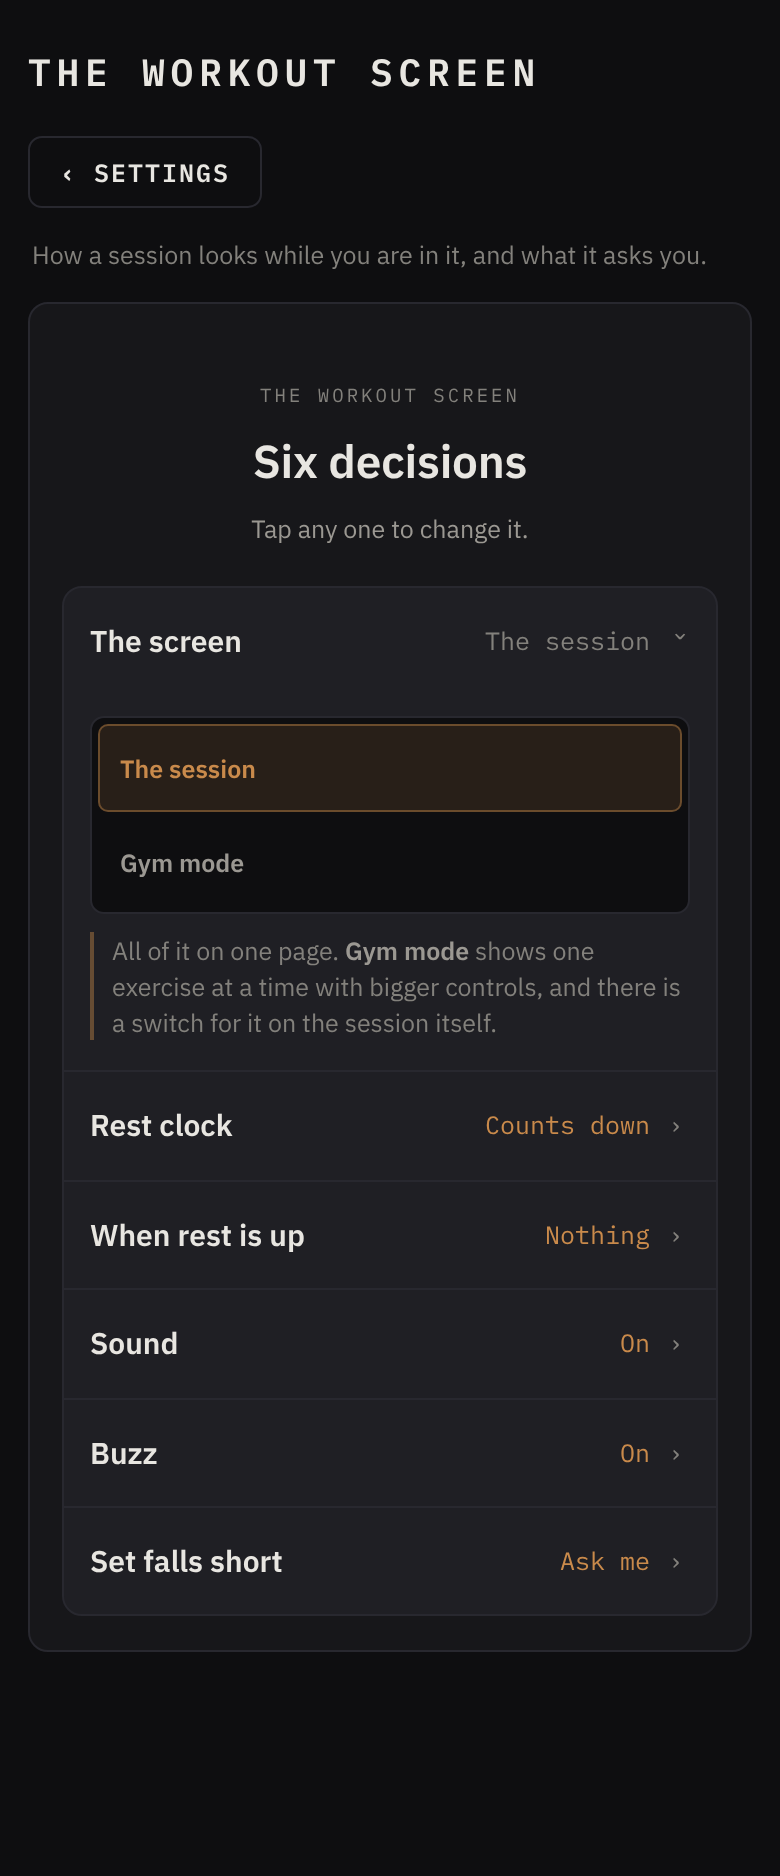 THE WORKOUT SCREEN
‹ SETTINGS
How a session looks while you are in it, and what it asks you.
THE WORKOUT SCREEN
Six decisions
Tap any one to change it.
The screen The session ⌄
The session
Gym mode
All of it on one page. Gym mode shows one
exercise at a time with bigger controls, and there is
a switch for it on the session itself.
Rest clock Counts down ›
When rest is up Nothing ›
Sound On ›
Buzz On ›
Set falls short Ask me ›